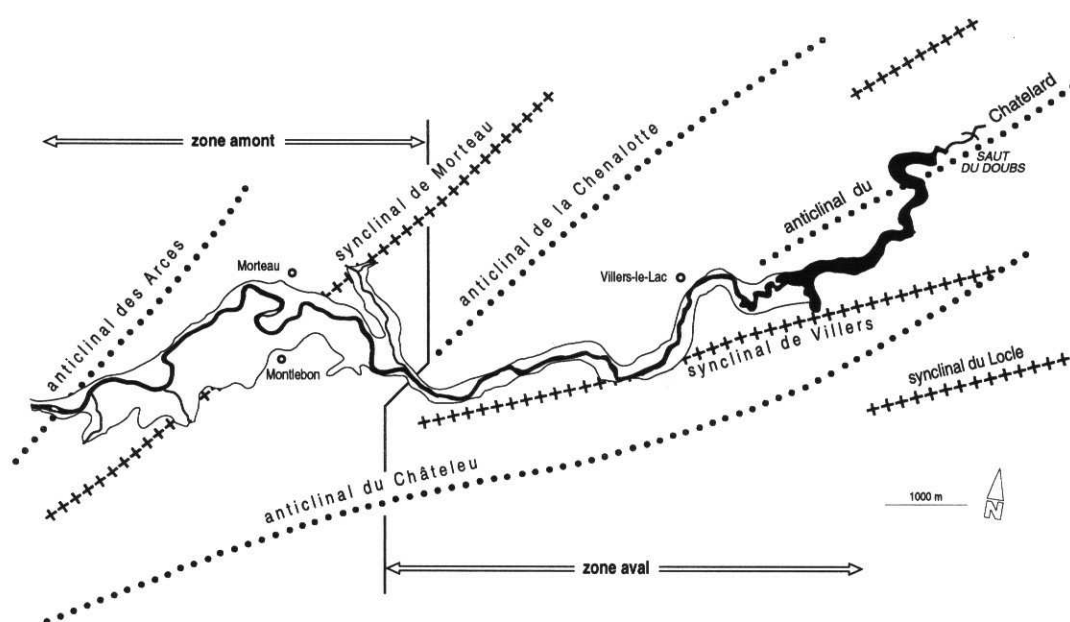 zone amont
synclinal de Morteau
anticlinal de la Chenalotte
Chatelard
SAUT
DU DOUBS
anticlinal du
anticlinal des Arces
Morteau
Villers-le-Lac
Montlebon
synclinal de Villers
synclinal du Locle
anticlinal du Châteleu
1000 m
N
zone aval